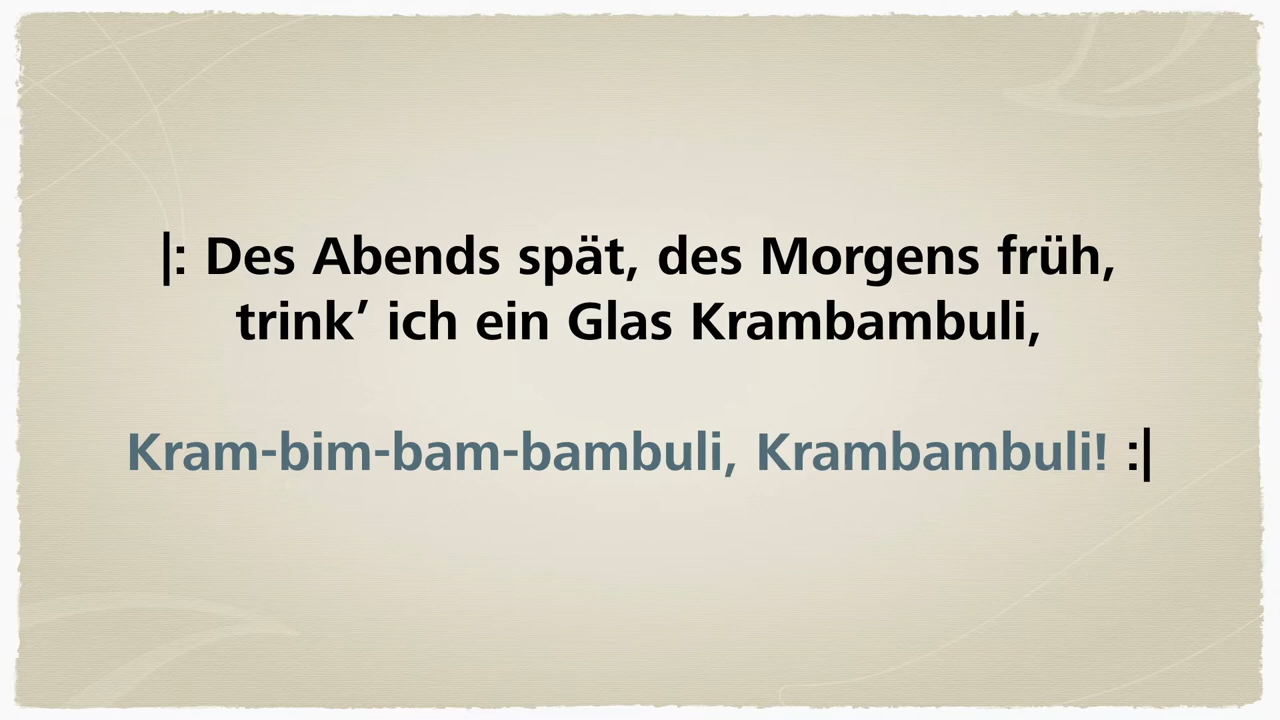 |: Des Abends spät, des Morgens früh,
trink’ ich ein Glas Krambambuli,
Kram-bim-bam-bambuli, Krambambuli! :|